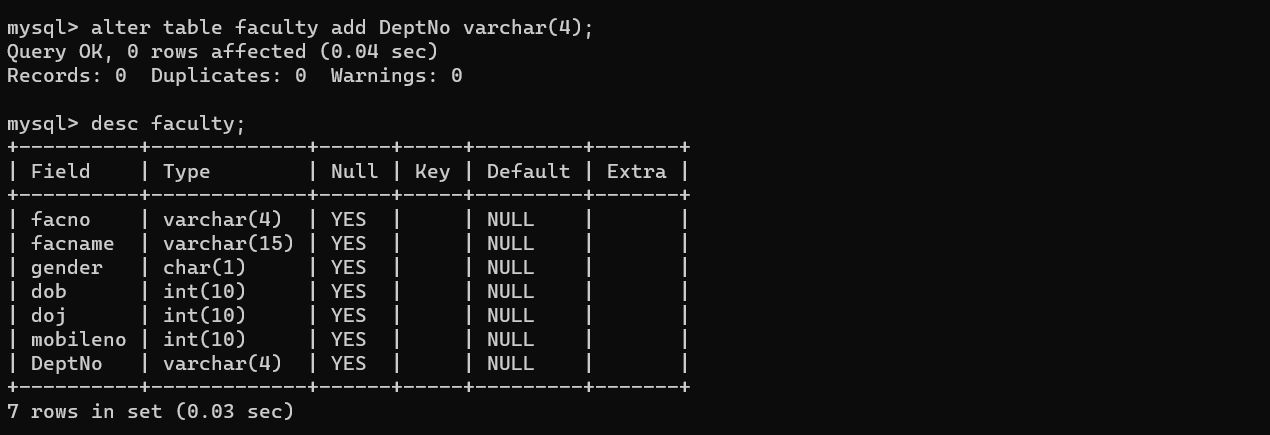 mysql> alter table faculty add DeptNo varchar(4);
Query OK, 0 rows affected (0.04 sec)
Records: 0  Duplicates: 0  Warnings: 0

mysql> desc faculty;
+----------+-------------+------+-----+---------+-------+
| Field    | Type        | Null | Key | Default | Extra |
+----------+-------------+------+-----+---------+-------+
| facno    | varchar(4)  | YES  |     | NULL    |       |
| facname  | varchar(15) | YES  |     | NULL    |       |
| gender   | char(1)     | YES  |     | NULL    |       |
| dob      | int(10)     | YES  |     | NULL    |       |
| doj      | int(10)     | YES  |     | NULL    |       |
| mobileno | int(10)     | YES  |     | NULL    |       |
| DeptNo   | varchar(4)  | YES  |     | NULL    |       |
+----------+-------------+------+-----+---------+-------+
7 rows in set (0.03 sec)